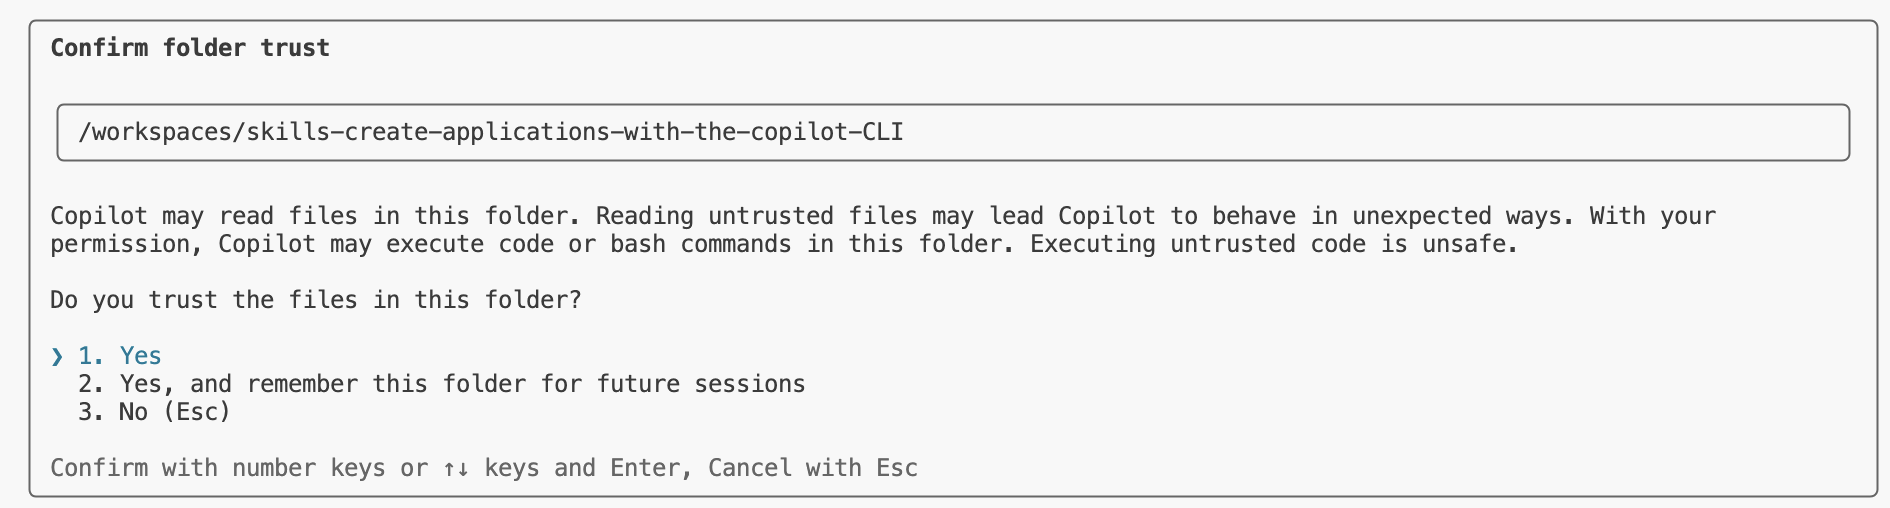 Confirm folder trust
/workspaces/skills-create-applications-with-the-copilot-CLI
Copilot may read files in this folder. Reading untrusted files may lead Copilot to behave in unexpected ways. With your
permission, Copilot may execute code or bash commands in this folder. Executing untrusted code is unsafe.
Do you trust the files in this folder?
❯ 1. Yes
2. Yes, and remember this folder for future sessions
3. No (Esc)
Confirm with number keys or ↑↓ keys and Enter, Cancel with Esc